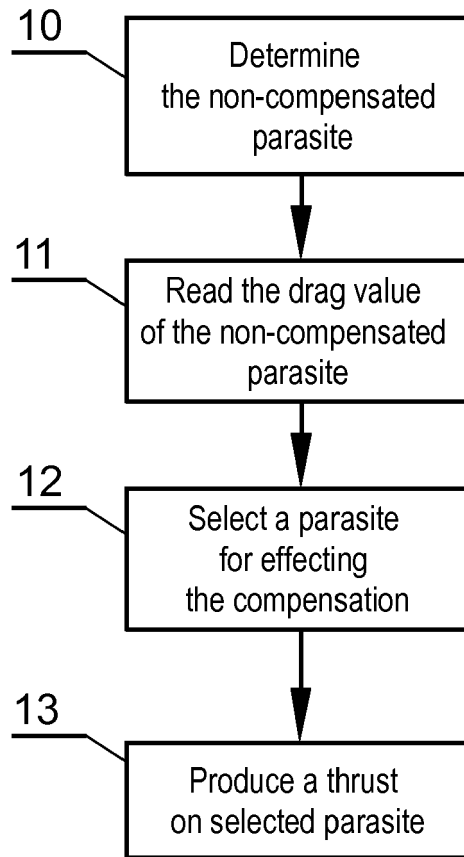 10
Determine
the non-compensated
parasite
11
Read the drag value
of the non-compensated
parasite
12
Select a parasite
for effecting
the compensation
13
Produce a thrust
on selected parasite